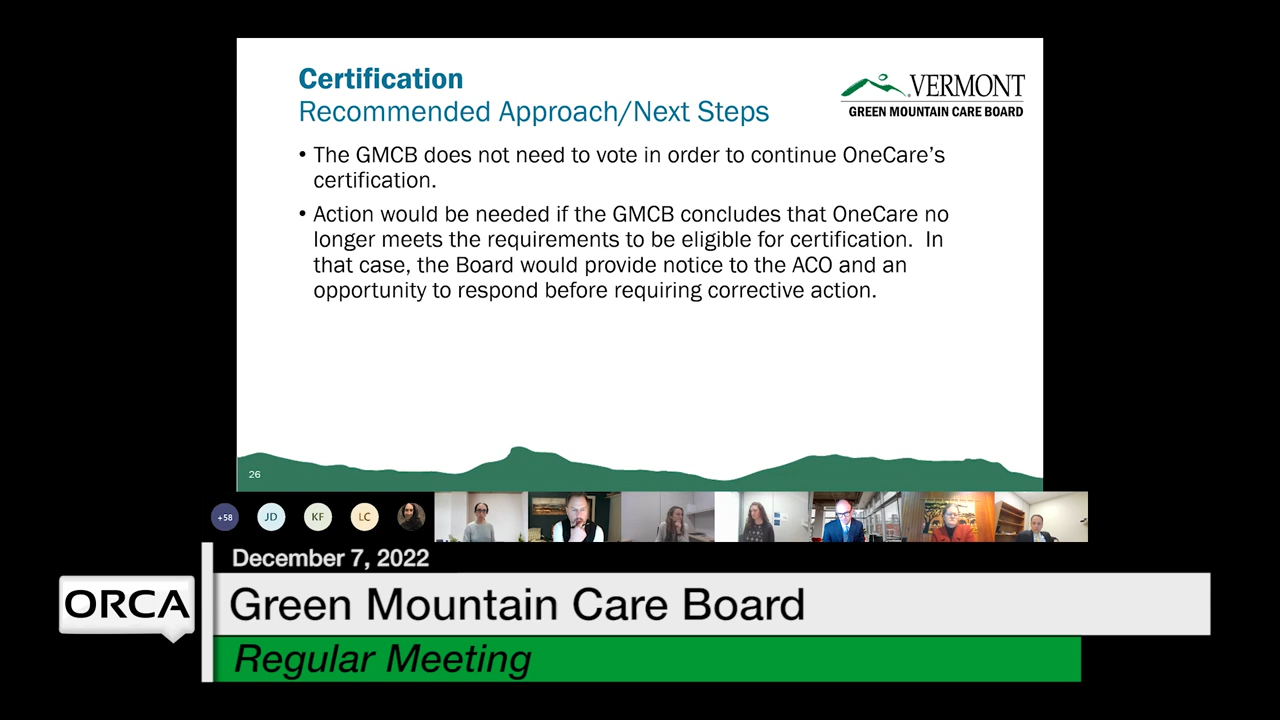 Certification
Recommended Approach/Next Steps
VERMONT
GREEN MOUNTAIN CARE BOARD
• The GMCB does not need to vote in order to continue OneCare’s
certification.
• Action would be needed if the GMCB concludes that OneCare no
longer meets the requirements to be eligible for certification.  In
that case, the Board would provide notice to the ACO and an
opportunity to respond before requiring corrective action.
26
+58 JD KF LC
December 7, 2022
ORCA
Green Mountain Care Board
Regular Meeting